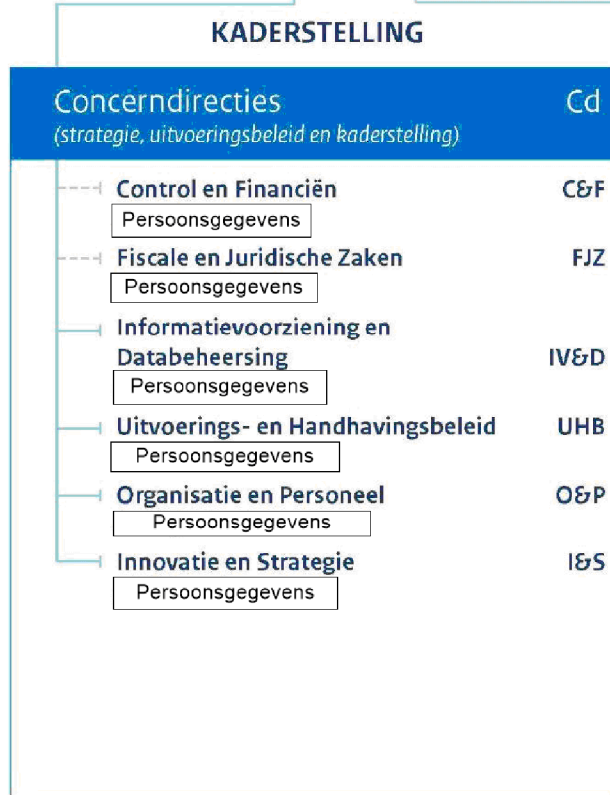 KADERSTELLING
Concerndirecties Cd
(strategie, uitvoeringsbeleid en kaderstelling)
Control en Financiën C&F
Persoonsgegevens
Fiscale en Juridische Zaken FJZ
Persoonsgegevens
Informatievoorziening en
Databeheersing IV&D
Persoonsgegevens
Uitvoerings- en Handhavingsbeleid UHB
Persoonsgegevens
Organisatie en Personeel O&P
Persoonsgegevens
Innovatie en Strategie I&S
Persoonsgegevens